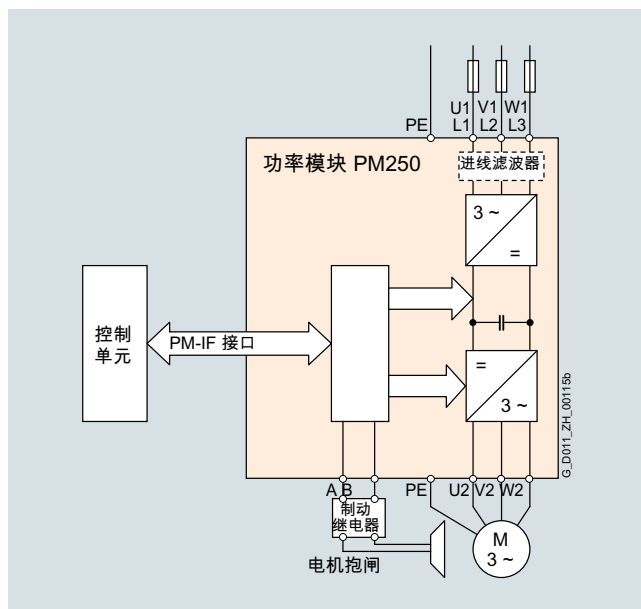 U1 V1 W1
PE L1 L2 L3
功率模块 PM250
进线滤波器
3 ~
=
控制
单元
PM-IF 接口
=
3 ~
A B PE U2 V2 W2
制动
继电器
电机抱闸
M
3 ~
G_D011_ZH_00115b